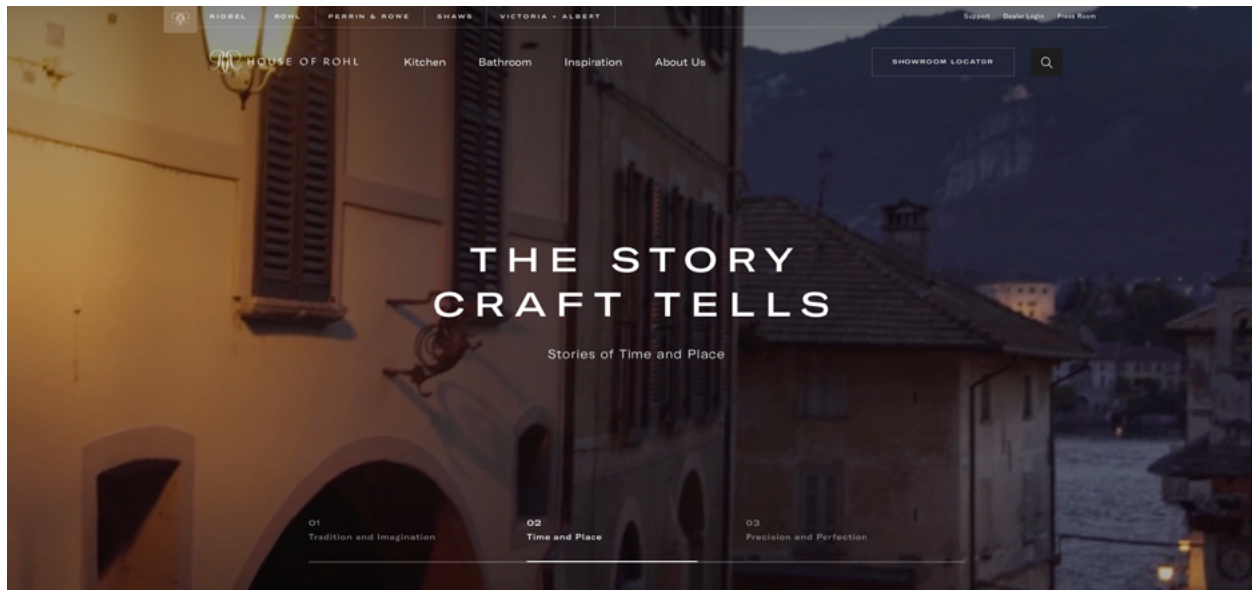 RIOBEL ROHL PERRIN & ROWE SHAWS VICTORIA + ALBERT Support Dealer Login Press Room
HOUSE OF ROHL Kitchen Bathroom Inspiration About Us SHOWROOM LOCATOR
THE STORY
CRAFT TELLS
Stories of Time and Place
01 02 03
Tradition and Imagination Time and Place Precision and Perfection